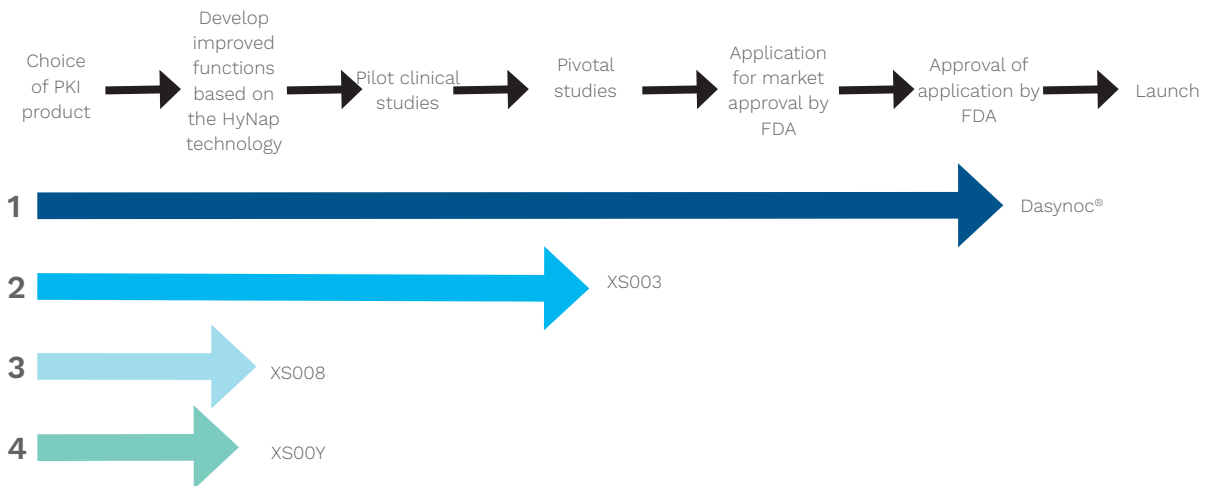 Choice
of PKI
product
Develop
improved
functions
based on
the HyNap
technology
Pilot clinical
studies
Pivotal
studies
Application
for market
approval by
FDA
Approval of
application by
FDA
Launch
1
Dasynoc®
2
XS003
3
XS008
4
XS00Y